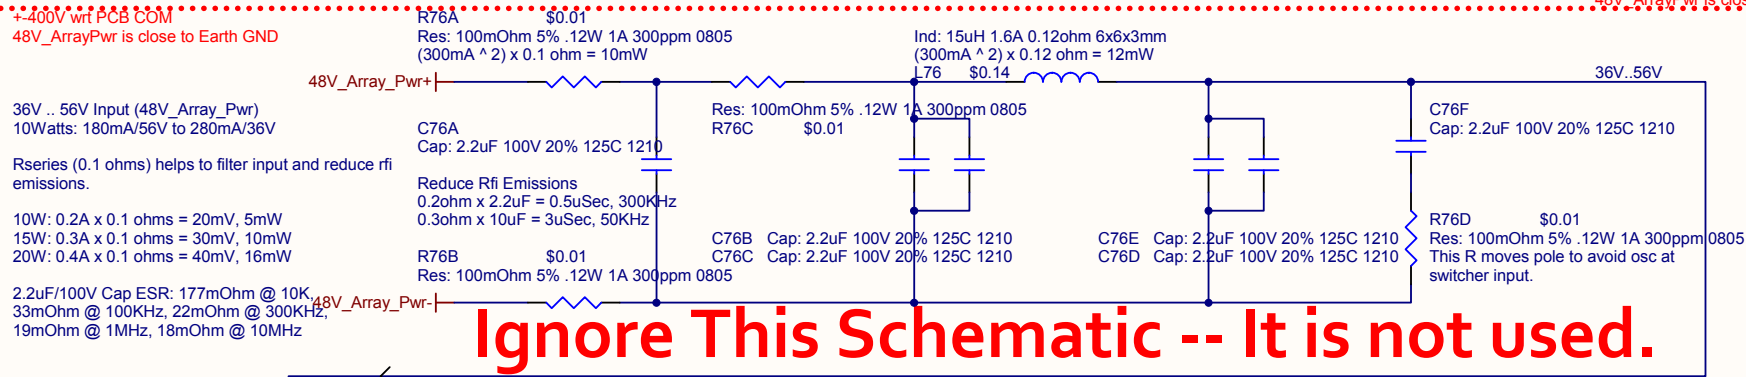 +-400V wrt PCB COM
48V_ArrayPwr is close to Earth GND
R76A $0.01
Res: 100mOhm 5% .12W 1A 300ppm 0805
(300mA ^ 2) x 0.1 ohm = 10mW
Ind: 15uH 1.6A 0.12ohm 6x6x3mm
(300mA ^ 2) x 0.12 ohm = 12mW
L76 $0.14
48V_Array_Pwr+
36V..56V
36V .. 56V Input (48V_Array_Pwr)
10Watts: 180mA/56V to 280mA/36V
Rseries (0.1 ohms) helps to filter input and reduce rfi
emissions.
10W: 0.2A x 0.1 ohms = 20mV, 5mW
15W: 0.3A x 0.1 ohms = 30mV, 10mW
20W: 0.4A x 0.1 ohms = 40mV, 16mW
2.2uF/100V Cap ESR: 177mOhm @ 10K,
33mOhm @ 100KHz, 22mOhm @ 300KHz,
19mOhm @ 1MHz, 18mOhm @ 10MHz
C76A
Cap: 2.2uF 100V 20% 125C 1210
Reduce Rfi Emissions
0.2ohm x 2.2uF = 0.5uSec, 300KHz
0.3ohm x 10uF = 3uSec, 50KHz
R76B $0.01
Res: 100mOhm 5% .12W 1A 300ppm 0805
48V_Array_Pwr-
Res: 100mOhm 5% .12W 1A 300ppm 0805
R76C $0.01
C76B Cap: 2.2uF 100V 20% 125C 1210
C76C Cap: 2.2uF 100V 20% 125C 1210
C76E Cap: 2.2uF 100V 20% 125C 1210
C76D Cap: 2.2uF 100V 20% 125C 1210
C76F
Cap: 2.2uF 100V 20% 125C 1210
R76D $0.01
Res: 100mOhm 5% .12W 1A 300ppm 0805
This R moves pole to avoid osc at
switcher input.
Ignore This Schematic -- It is not used.